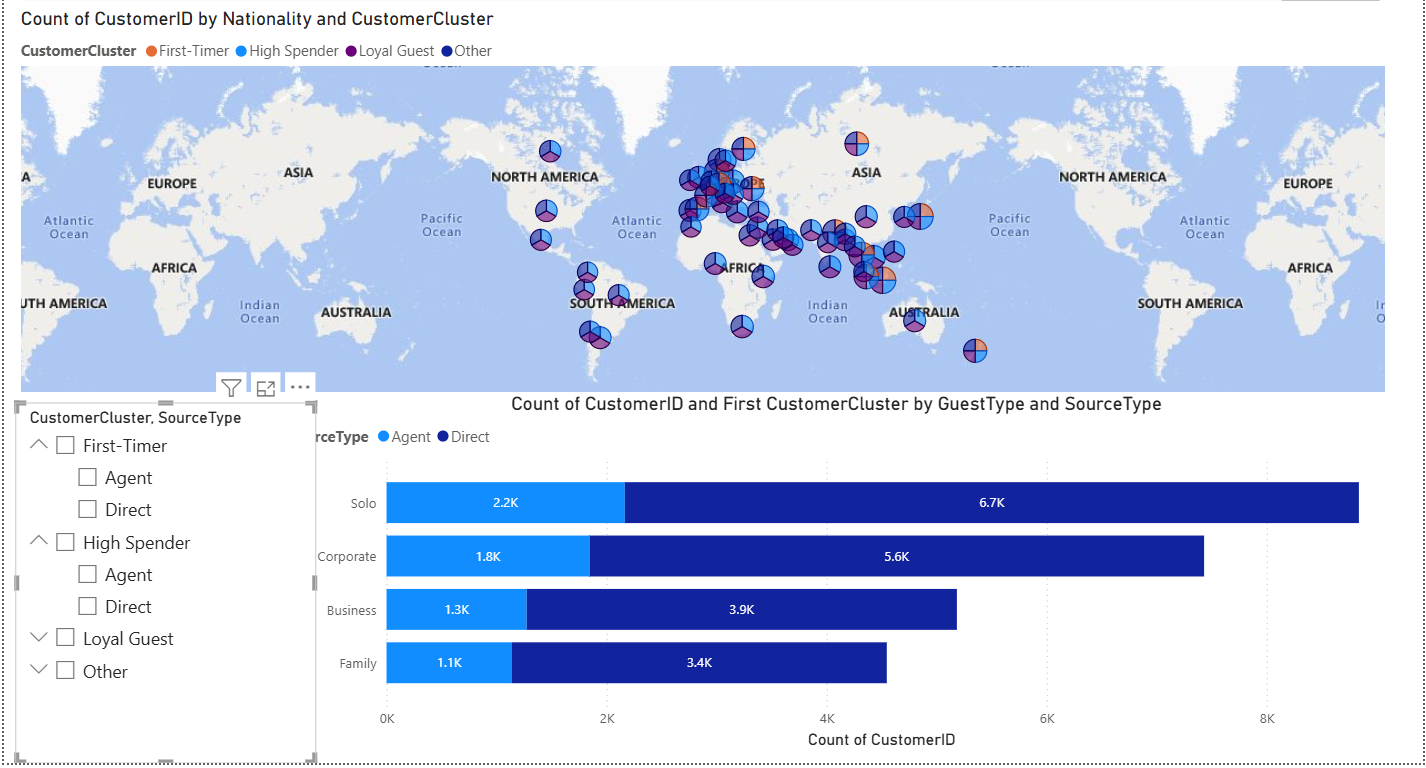 Count of CustomerID by Nationality and CustomerCluster
CustomerCluster First-Timer High Spender Loyal Guest Other
EUROPE
ASIA
NORTH AMERICA
ASIA
NORTH AMERICA
EUROPE
Atlantic
Ocean
Pacific
Ocean
Atlantic
Ocean
Pacific
Ocean
Atlantic
Ocean
AFRICA
AFRICA
AFRICA
UTH AMERICA
Indian
Ocean
AUSTRALIA
SOUTH AMERICA
Indian
Ocean
AUSTRALIA
SOUTH AMERICA
Count of CustomerID and First CustomerCluster by GuestType and SourceType
CustomerCluster, SourceType
First-Timer
Agent
Direct
High Spender
Agent
Direct
Loyal Guest
Other
rceType Agent Direct
Solo 2.2K 6.7K
Corporate 1.8K 5.6K
Business 1.3K 3.9K
Family 1.1K 3.4K
0K 2K 4K 6K 8K
Count of CustomerID